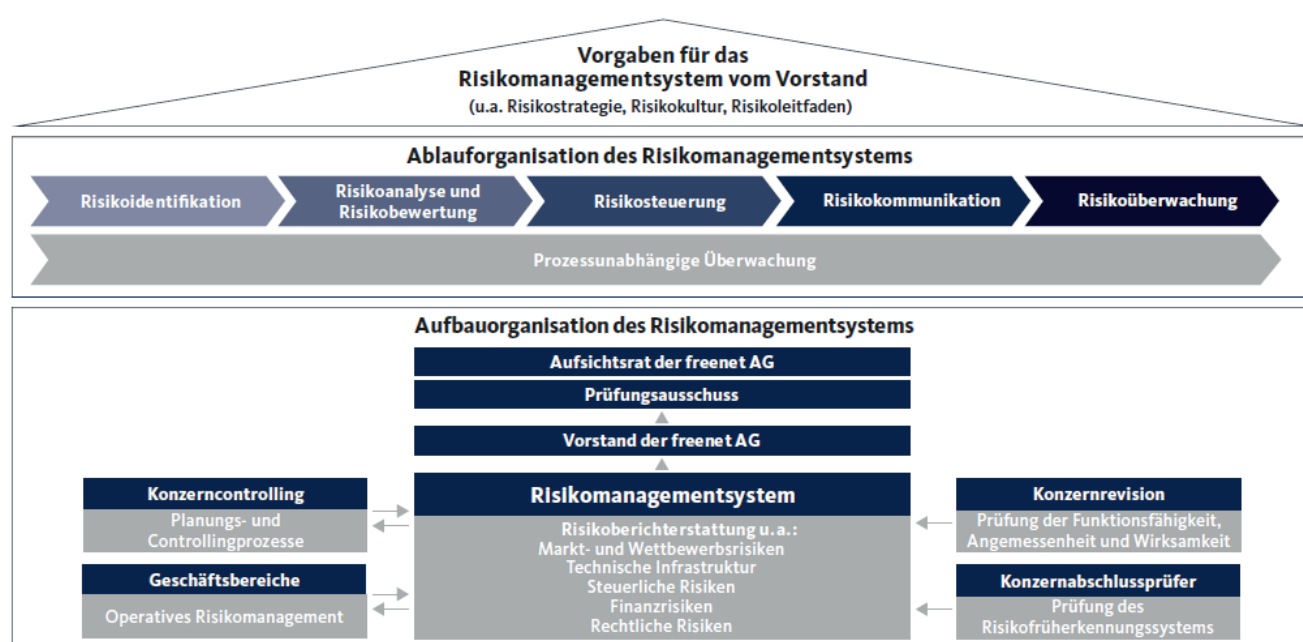 Vorgaben für das
Risikomanagementsystem vom Vorstand
(u.a. Risikostrategie, Risikokultur, Risikoleitfaden)
Ablauforganisation des Risikomanagementsystems
Risikoidentifikation
Risikoanalyse und
Risikobewertung
Risikosteuerung
Risikokommunikation
Risikoüberwachung
Prozessunabhängige Überwachung
Aufbauorganisation des Risikomanagementsystems
Aufsichtsrat der freenet AG
Prüfungsausschuss
Vorstand der freenet AG
Konzerncontrolling
Planungs- und
Controllingprozesse
Geschäftsbereiche
Operatives Risikomanagement
Risikomanagementsystem
Risikoberichterstattung u.a.:
Markt- und Wettbewerbsrisiken
Technische Infrastruktur
Steuerliche Risiken
Finanzrisiken
Rechtliche Risiken
Konzernrevision
Prüfung der Funktionsfähigkeit,
Angemessenheit und Wirksamkeit
Konzernabschlussprüfer
Prüfung des
Risikofrüherkennungssystems